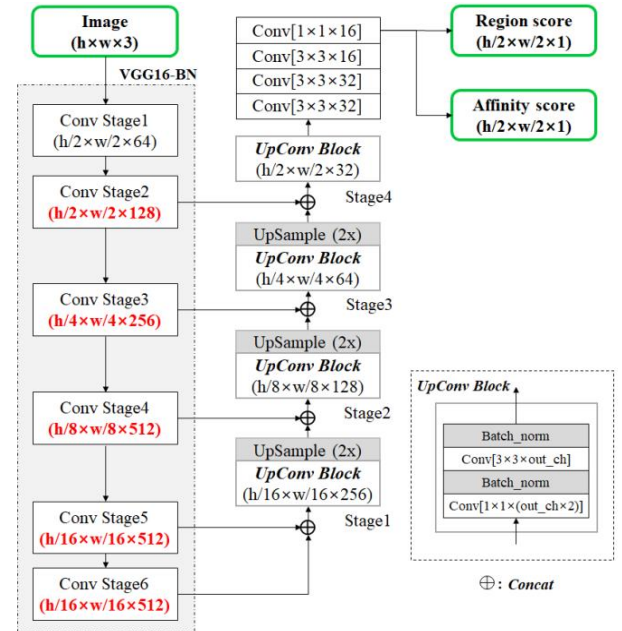 Image
(h×w×3)
VGG16-BN
Conv Stage1
(h/2×w/2×64)
Conv Stage2
(h/2×w/2×128)
Conv Stage3
(h/4×w/4×256)
Conv Stage4
(h/8×w/8×512)
Conv Stage5
(h/16×w/16×512)
Conv Stage6
(h/16×w/16×512)
Conv[1×1×16]
Conv[3×3×16]
Conv[3×3×32]
Conv[3×3×32]
UpConv Block
(h/2×w/2×32)
Stage4
UpSample (2x)
UpConv Block
(h/4×w/4×64)
Stage3
UpSample (2x)
UpConv Block
(h/8×w/8×128)
Stage2
UpSample (2x)
UpConv Block
(h/16×w/16×256)
Stage1
Region score
(h/2×w/2×1)
Affinity score
(h/2×w/2×1)
UpConv Block
Batch_norm
Conv[3×3×out_ch]
Batch_norm
Conv[1×1×(out_ch×2)]
⊕: Concat